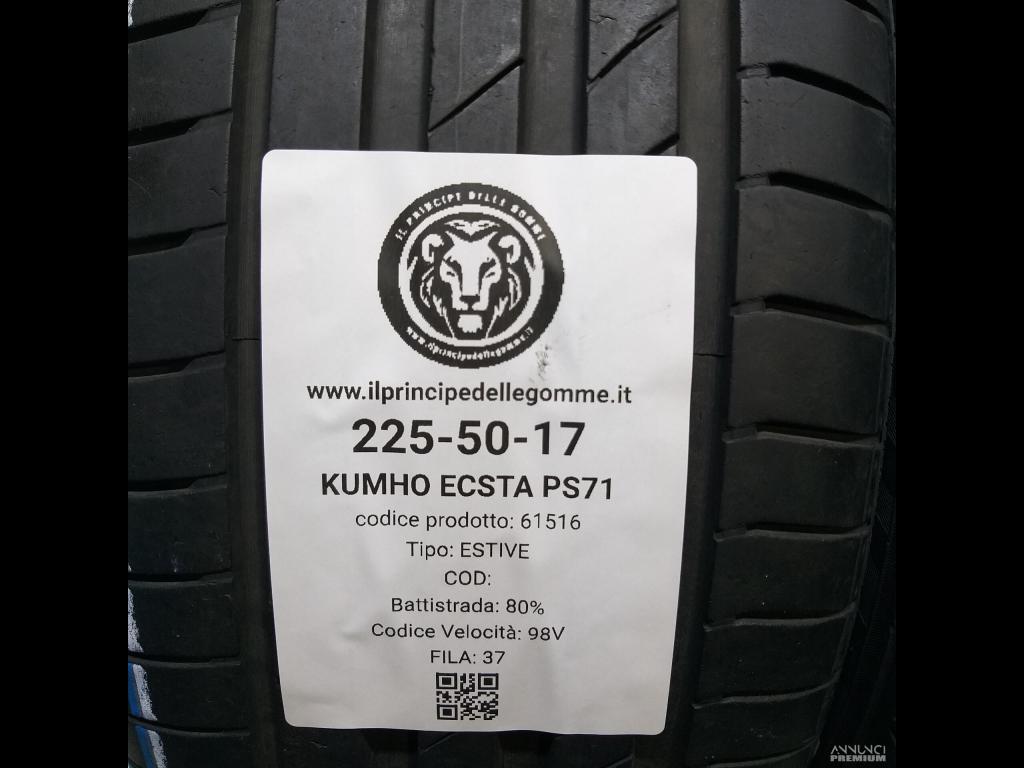 IL PRINCIPE DELLE GOMME
www.ilprincipedellegomme.it
www.ilprincipedellegomme.it
225-50-17
KUMHO ECSTA PS71
codice prodotto: 61516
Tipo: ESTIVE
COD:
Battistrada: 80%
Codice Velocità: 98V
FILA: 37
ANNUNCI
PREMIUM